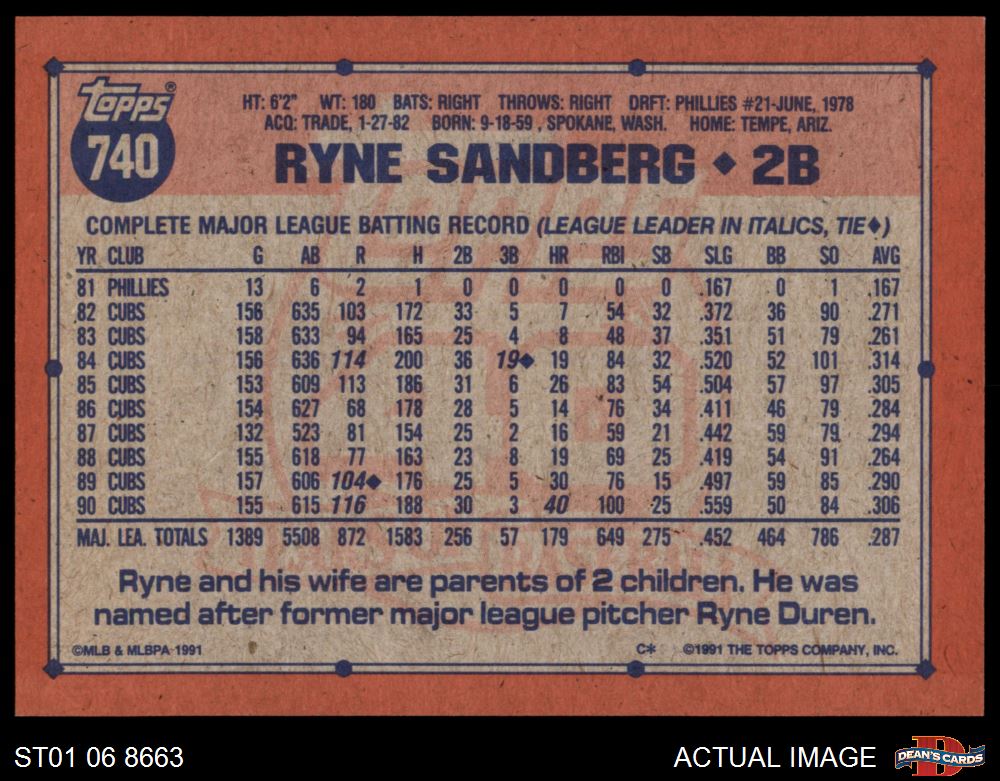 topps®
740
HT: 6'2" WT: 180 BATS: RIGHT THROWS: RIGHT DRFT: PHILLIES #21-JUNE, 1978
ACQ: TRADE, 1-27-82 BORN: 9-18-59 , SPOKANE, WASH. HOME: TEMPE, ARIZ.
RYNE SANDBERG ◆ 2B
COMPLETE MAJOR LEAGUE BATTING RECORD (LEAGUE LEADER IN ITALICS, TIE◆)
YR CLUB G AB R H 2B 3B HR RBI SB SLG BB SO AVG
81 PHILLIES 13 6 2 1 0 0 0 0 0 .167 0 1 .167
82 CUBS 156 635 103 172 33 5 7 54 32 .372 36 90 .271
83 CUBS 158 633 94 165 25 4 8 48 37 .351 51 79 .261
84 CUBS 156 636 114 200 36 19◆ 19 84 32 .520 52 101 .314
85 CUBS 153 609 113 186 31 6 26 83 54 .504 57 97 .305
86 CUBS 154 627 68 178 28 5 14 76 34 .411 46 79 .284
87 CUBS 132 523 81 154 25 2 16 59 21 .442 59 79 .294
88 CUBS 155 618 77 163 23 8 19 69 25 .419 54 91 .264
89 CUBS 157 606 104◆ 176 25 5 30 76 15 .497 59 85 .290
90 CUBS 155 615 116 188 30 3 40 100 25 .559 50 84 .306
MAJ. LEA. TOTALS 1389 5508 872 1583 256 57 179 649 275 .452 464 786 .287
Ryne and his wife are parents of 2 children. He was
named after former major league pitcher Ryne Duren.
©MLB & MLBPA 1991 C* ©1991 THE TOPPS COMPANY, INC.
ST01 06 8663 ACTUAL IMAGE DEAN'S CARDS